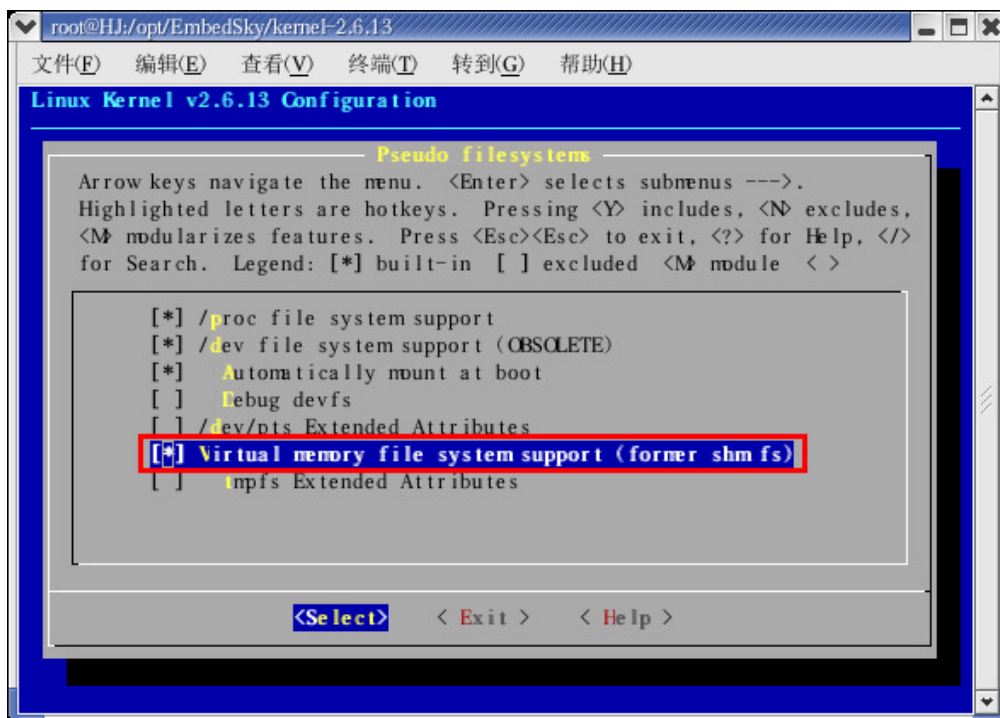 root@HJ:/opt/EmbedSky/kernel-2.6.13
文件(F) 编辑(E) 查看(V) 终端(T) 转到(G) 帮助(H)
Linux Kernel v2.6.13 Configuration
Pseudo filesystems
Arrow keys navigate the menu. <Enter> selects submenus --->.
Highlighted letters are hotkeys. Pressing <Y> includes, <N> excludes,
<M> modularizes features. Press <Esc><Esc> to exit, <?> for Help, </>
for Search. Legend: [*] built-in [ ] excluded <M> module < >
[*] /proc file system support
[*] /dev file system support (OBSOLETE)
[*] Automatically mount at boot
[ ] Debug devfs
[ ] /dev/pts Extended Attributes
[*] Virtual memory file system support (former shm fs)
[ ] tmpfs Extended Attributes
<Select> < Exit > < Help >